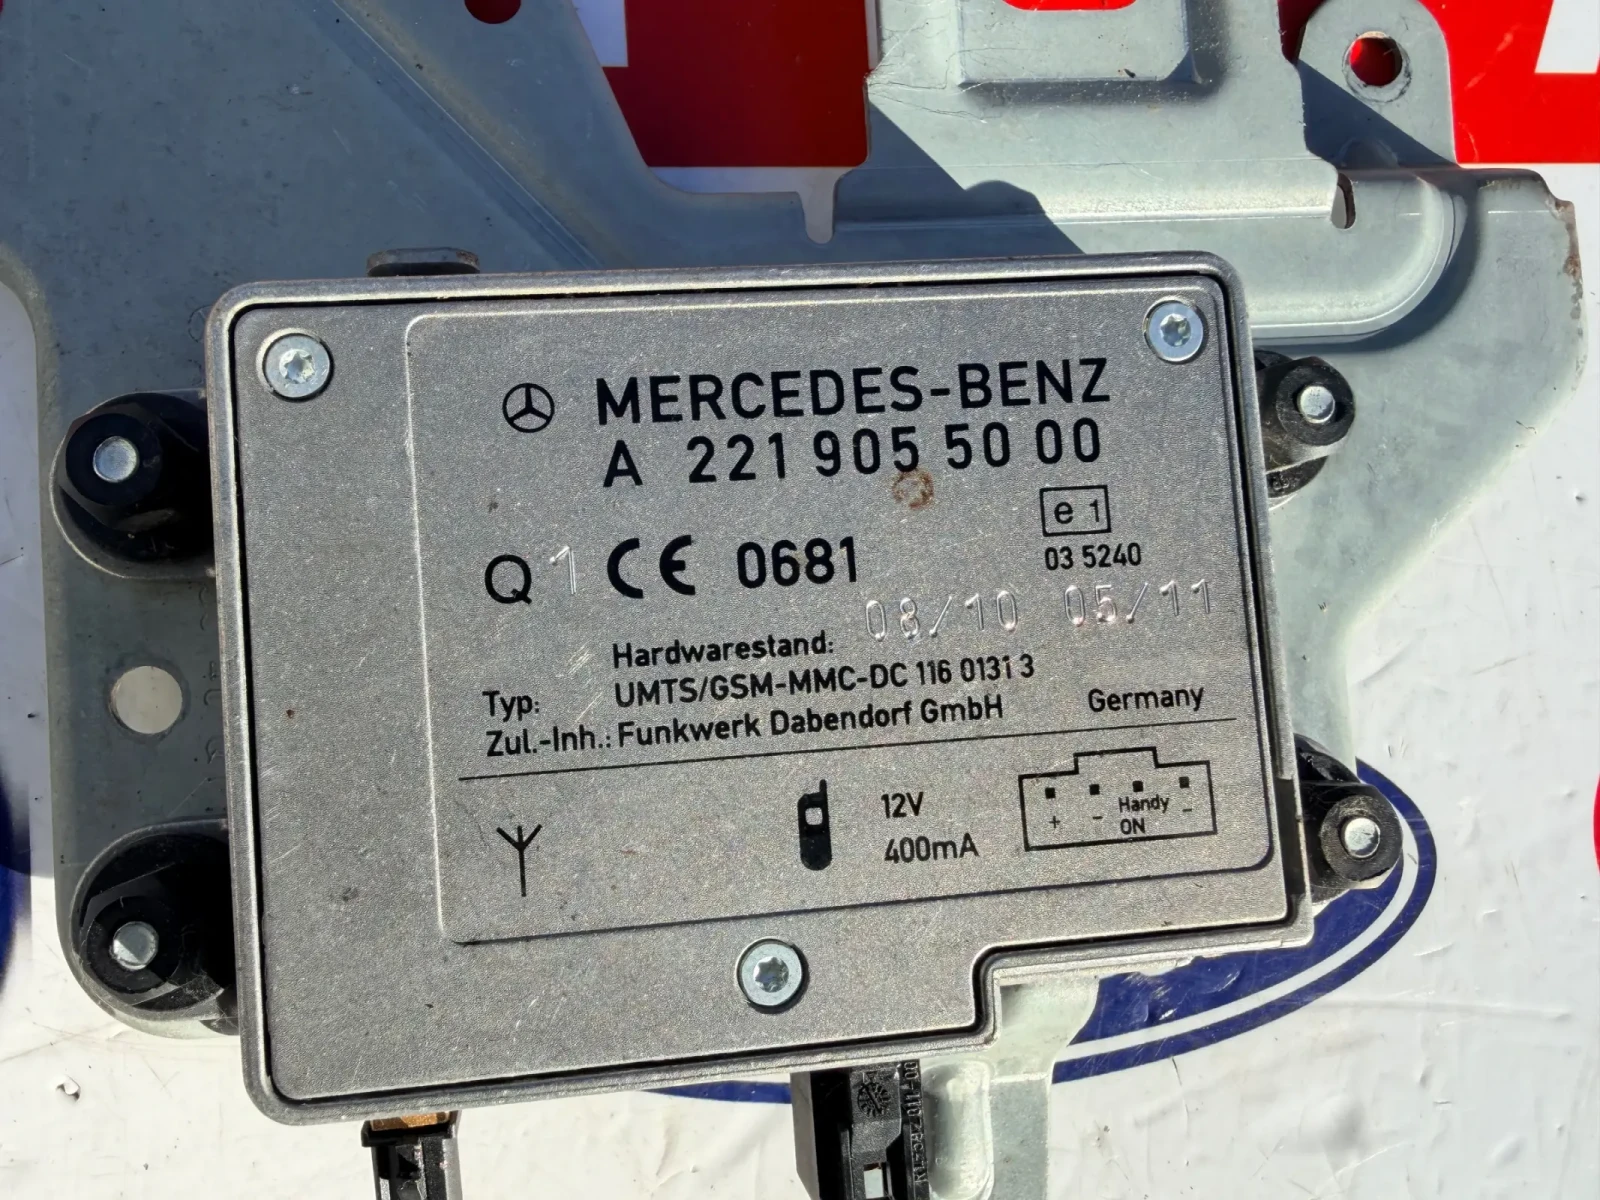 MERCEDES-BENZ
A 221 905 50 00
e 1
Q 1 CE 0681
03 5240
Hardwarestand: 08/10 05/11
Typ: UMTS/GSM-MMC-DC 116 0131 3
Zul.-Inh.: Funkwerk Dabendorf GmbH Germany
12V
400mA
+ - Handy -
ON